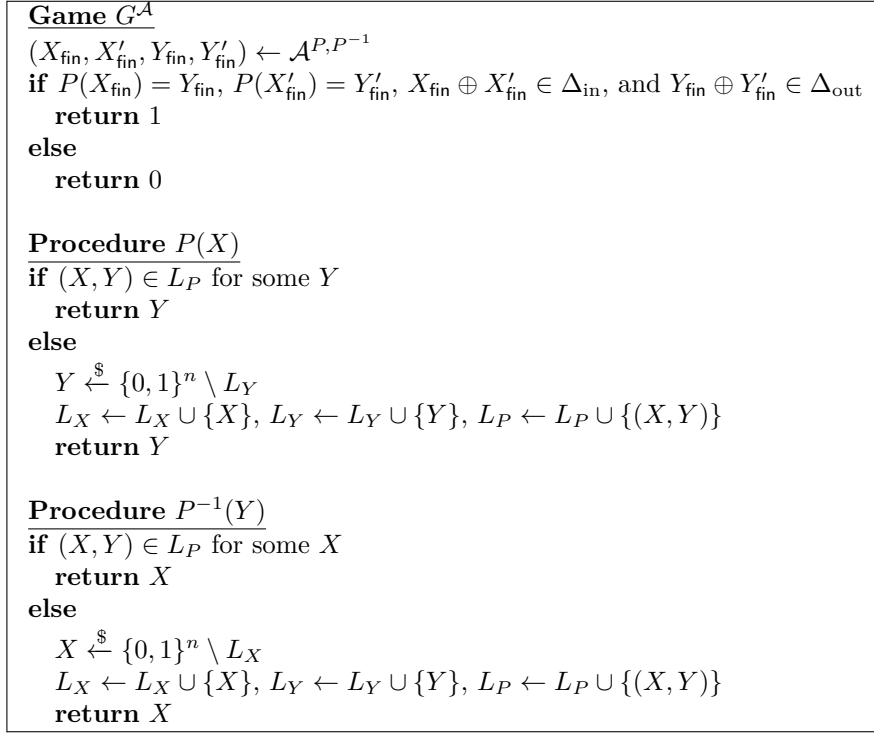 Game G^𝒜
(X_fin, X′_fin, Y_fin, Y′_fin) ← 𝒜^{P,P^{−1}}
if P(X_fin) = Y_fin, P(X′_fin) = Y′_fin, X_fin ⊕ X′_fin ∈ Δ_in, and Y_fin ⊕ Y′_fin ∈ Δ_out
return 1
else
return 0
Procedure P(X)
if (X, Y) ∈ L_P for some Y
return Y
else
Y ←$ {0, 1}^n \ L_Y
L_X ← L_X ∪ {X}, L_Y ← L_Y ∪ {Y}, L_P ← L_P ∪ {(X, Y)}
return Y
Procedure P^{−1}(Y)
if (X, Y) ∈ L_P for some X
return X
else
X ←$ {0, 1}^n \ L_X
L_X ← L_X ∪ {X}, L_Y ← L_Y ∪ {Y}, L_P ← L_P ∪ {(X, Y)}
return X